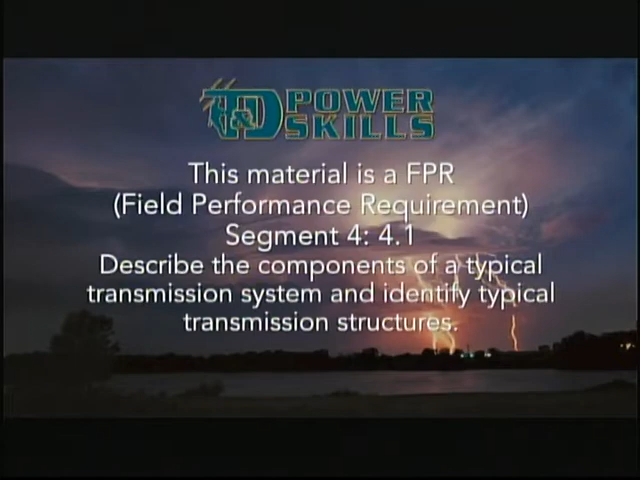 T&D POWER
SKILLS
This material is a FPR
(Field Performance Requirement)
Segment 4: 4.1
Describe the components of a typical
transmission system and identify typical
transmission structures.